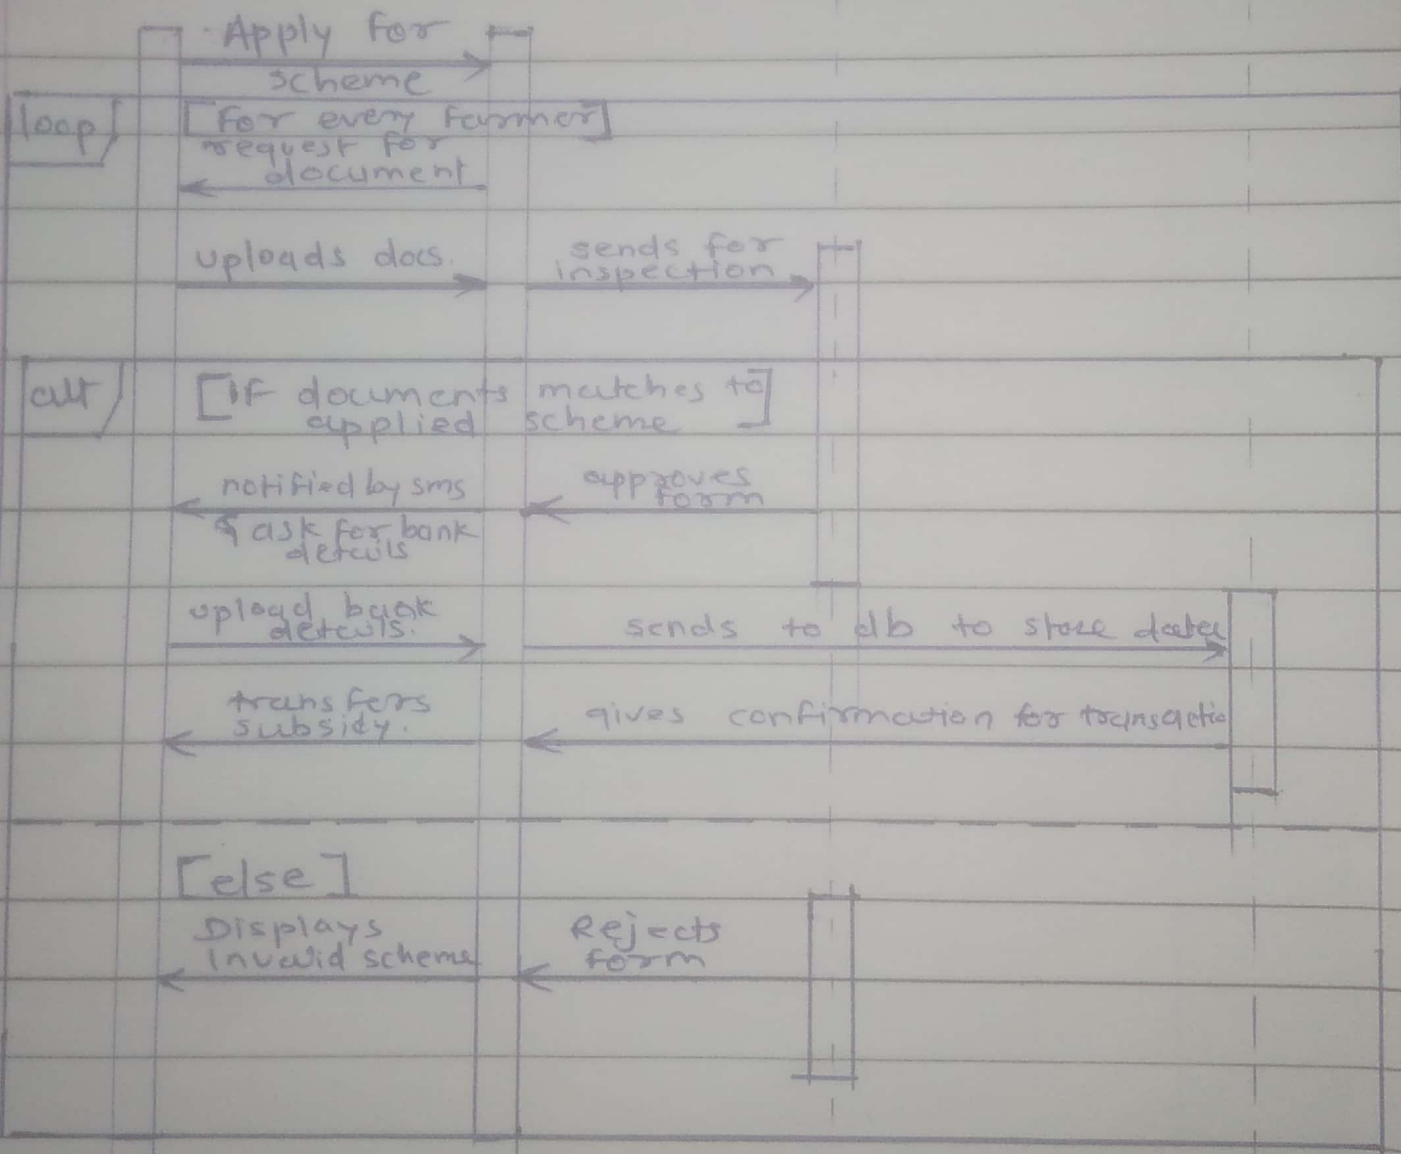 Apply for
scheme
loop
[for every farmer]
request for
document
uploads docs.
sends for
inspection
alt
[if documents matches to
applied scheme]
notified by sms
& ask for bank
details
approves
form
upload bank
details.
sends to db to store data
transfers
subsidy.
gives confirmation for transactio
[else]
Displays
Invalid scheme
Rejects
form